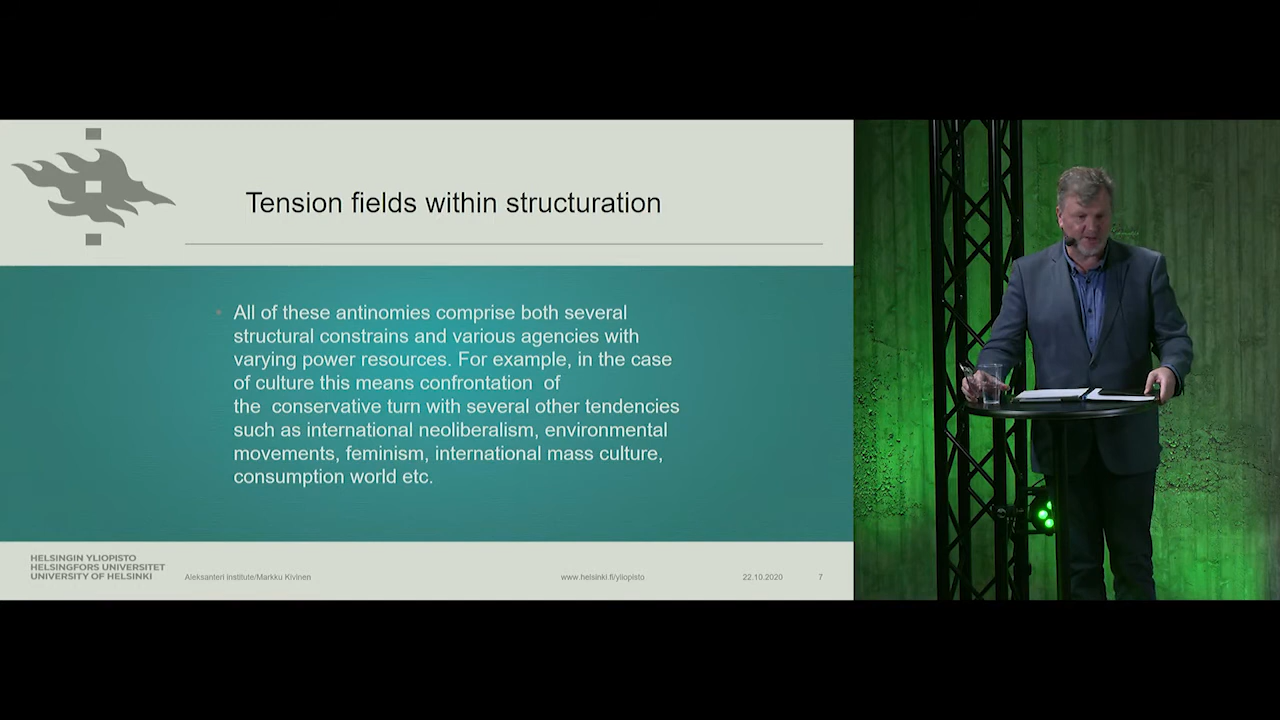 Tension fields within structuration
All of these antinomies comprise both several
structural constrains and various agencies with
varying power resources. For example, in the case
of culture this means confrontation of
the conservative turn with several other tendencies
such as international neoliberalism, environmental
movements, feminism, international mass culture,
consumption world etc.
HELSINGIN YLIOPISTO
HELSINGFORS UNIVERSITET
UNIVERSITY OF HELSINKI
Aleksanteri institute/Markku Kivinen
www.helsinki.fi/yliopisto
22.10.2020
7